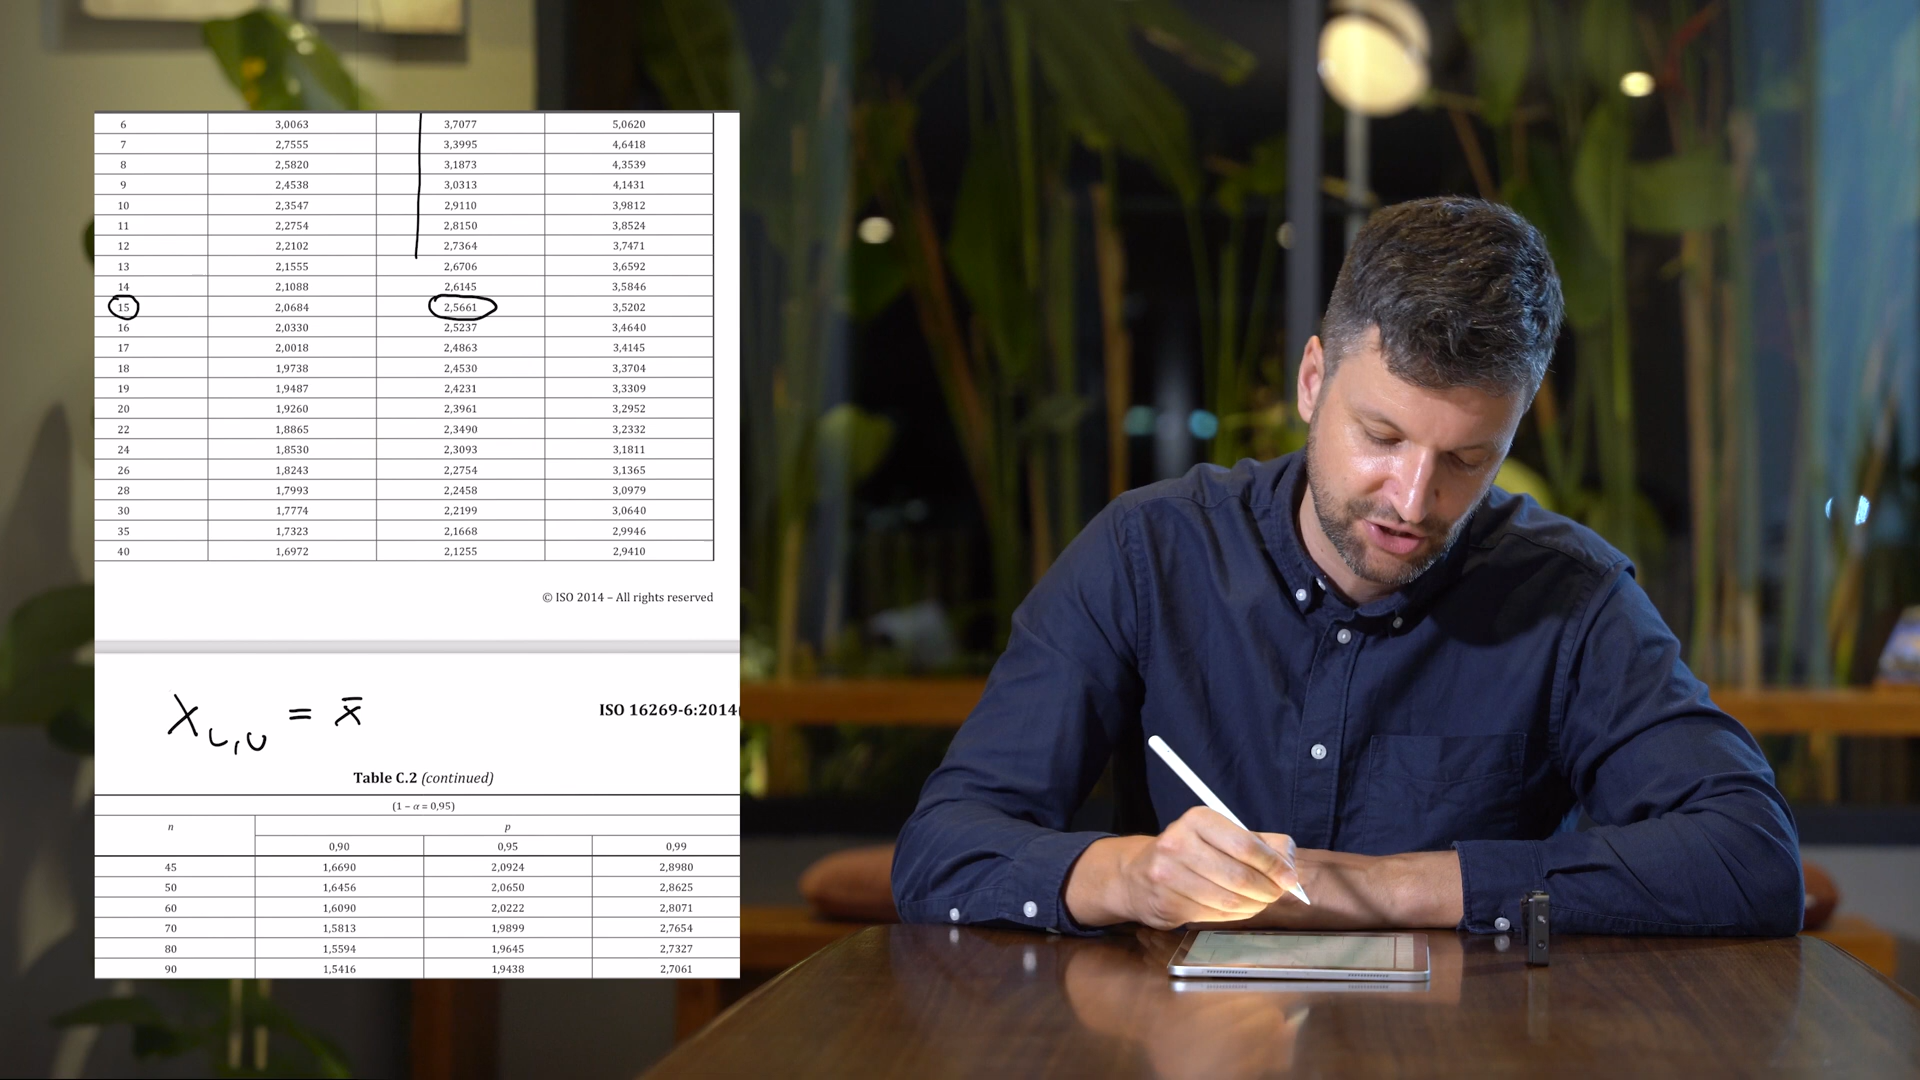 6 3,0063 3,7077 5,0620
7 2,7555 3,3995 4,6418
8 2,5820 3,1873 4,3539
9 2,4538 3,0313 4,1431
10 2,3547 2,9110 3,9812
11 2,2754 2,8150 3,8524
12 2,2102 2,7364 3,7471
13 2,1555 2,6706 3,6592
14 2,1088 2,6145 3,5846
15 2,0684 2,5661 3,5202
16 2,0330 2,5237 3,4640
17 2,0018 2,4863 3,4145
18 1,9738 2,4530 3,3704
19 1,9487 2,4231 3,3309
20 1,9260 2,3961 3,2952
22 1,8865 2,3490 3,2332
24 1,8530 2,3093 3,1811
26 1,8243 2,2754 3,1365
28 1,7993 2,2458 3,0979
30 1,7774 2,2199 3,0640
35 1,7323 2,1668 2,9946
40 1,6972 2,1255 2,9410
© ISO 2014 – All rights reserved
X L,U = x̄
ISO 16269-6:2014(
Table C.2 (continued)
(1 – α = 0,95)
n p
0,90 0,95 0,99
45 1,6690 2,0924 2,8980
50 1,6456 2,0650 2,8625
60 1,6090 2,0222 2,8071
70 1,5813 1,9899 2,7654
80 1,5594 1,9645 2,7327
90 1,5416 1,9438 2,7061